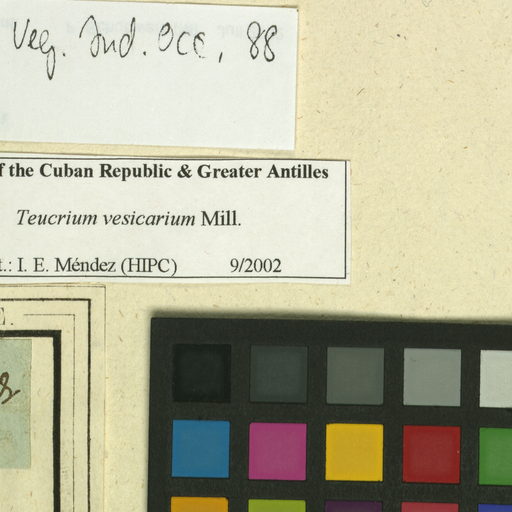 Veg. Ind. Occ, 88
f the Cuban Republic & Greater Antilles
Teucrium vesicarium Mill.
t.: I. E. Méndez (HIPC) 9/2002
E.